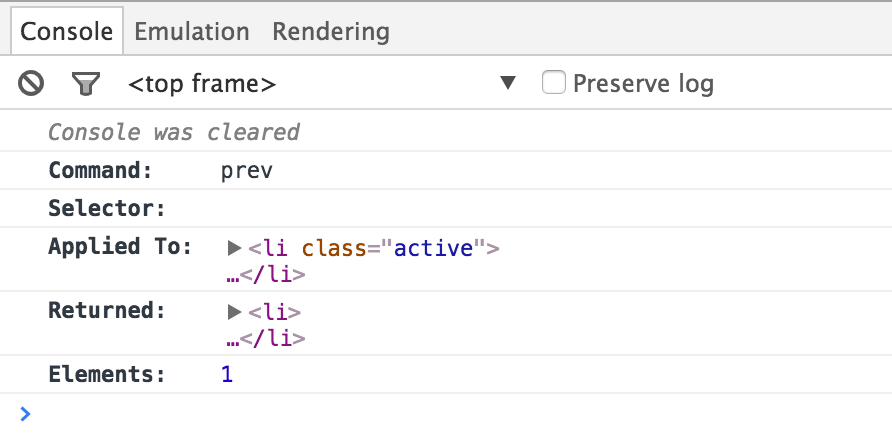 Console Emulation Rendering
<top frame> ▼ Preserve log
Console was cleared
Command: prev
Selector:
Applied To: ▶<li class="active">
…</li>
Returned: ▶<li>
…</li>
Elements: 1
>